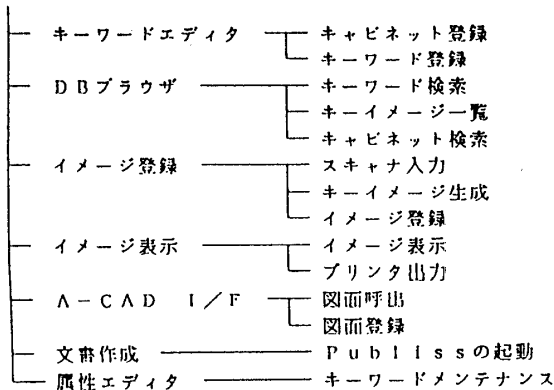 キーワードエディタ キャビネット登録
キーワード登録
DBブラウザ キーワード検索
キーイメージ一覧
キャビネット検索
イメージ登録 スキャナ入力
キーイメージ生成
イメージ登録
イメージ表示 イメージ表示
プリンタ出力
A-CAD I/F 図面呼出
図面登録
文書作成 Publissの起動
属性エディタ キーワードメンテナンス